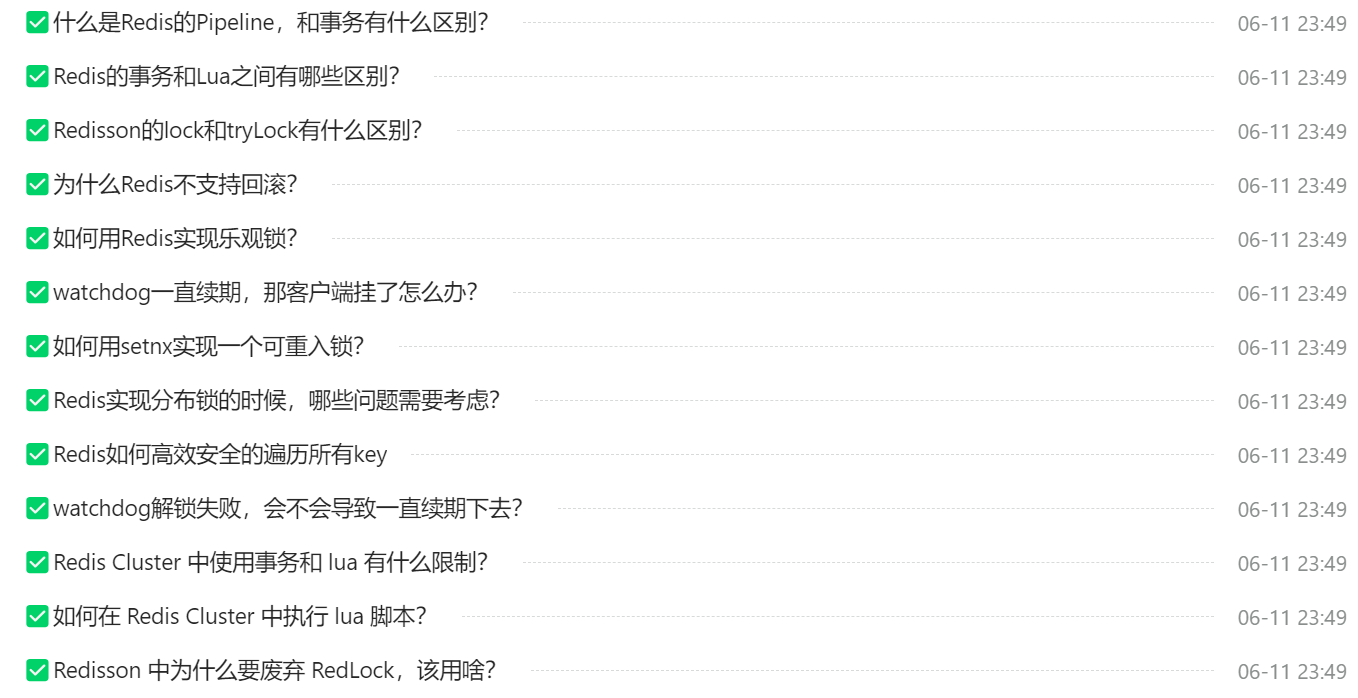 什么是Redis的Pipeline，和事务有什么区别？ 06-11 23:49
Redis的事务和Lua之间有哪些区别？ 06-11 23:49
Redisson的lock和tryLock有什么区别？ 06-11 23:49
为什么Redis不支持回滚？ 06-11 23:49
如何用Redis实现乐观锁？ 06-11 23:49
watchdog一直续期，那客户端挂了怎么办？ 06-11 23:49
如何用setnx实现一个可重入锁？ 06-11 23:49
Redis实现分布锁的时候，哪些问题需要考虑？ 06-11 23:49
Redis如何高效安全的遍历所有key 06-11 23:49
watchdog解锁失败，会不会导致一直续期下去？ 06-11 23:49
Redis Cluster 中使用事务和 lua 有什么限制？ 06-11 23:49
如何在 Redis Cluster 中执行 lua 脚本？ 06-11 23:49
Redisson 中为什么要废弃 RedLock，该用啥？ 06-11 23:49